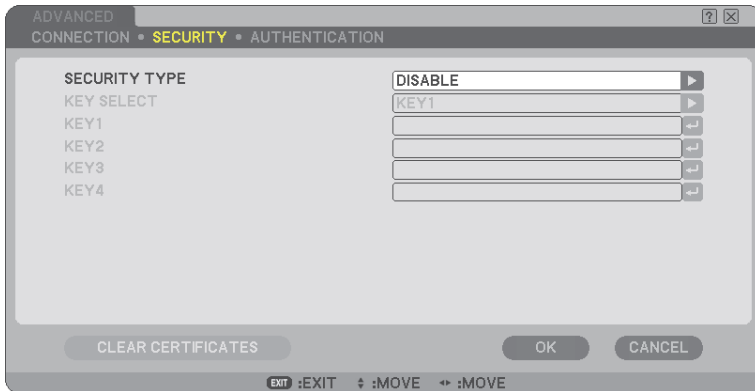 ADVANCED
CONNECTION • SECURITY • AUTHENTICATION
SECURITY TYPE DISABLE
KEY SELECT KEY1
KEY1
KEY2
KEY3
KEY4
CLEAR CERTIFICATES OK CANCEL
EXIT :EXIT :MOVE :MOVE